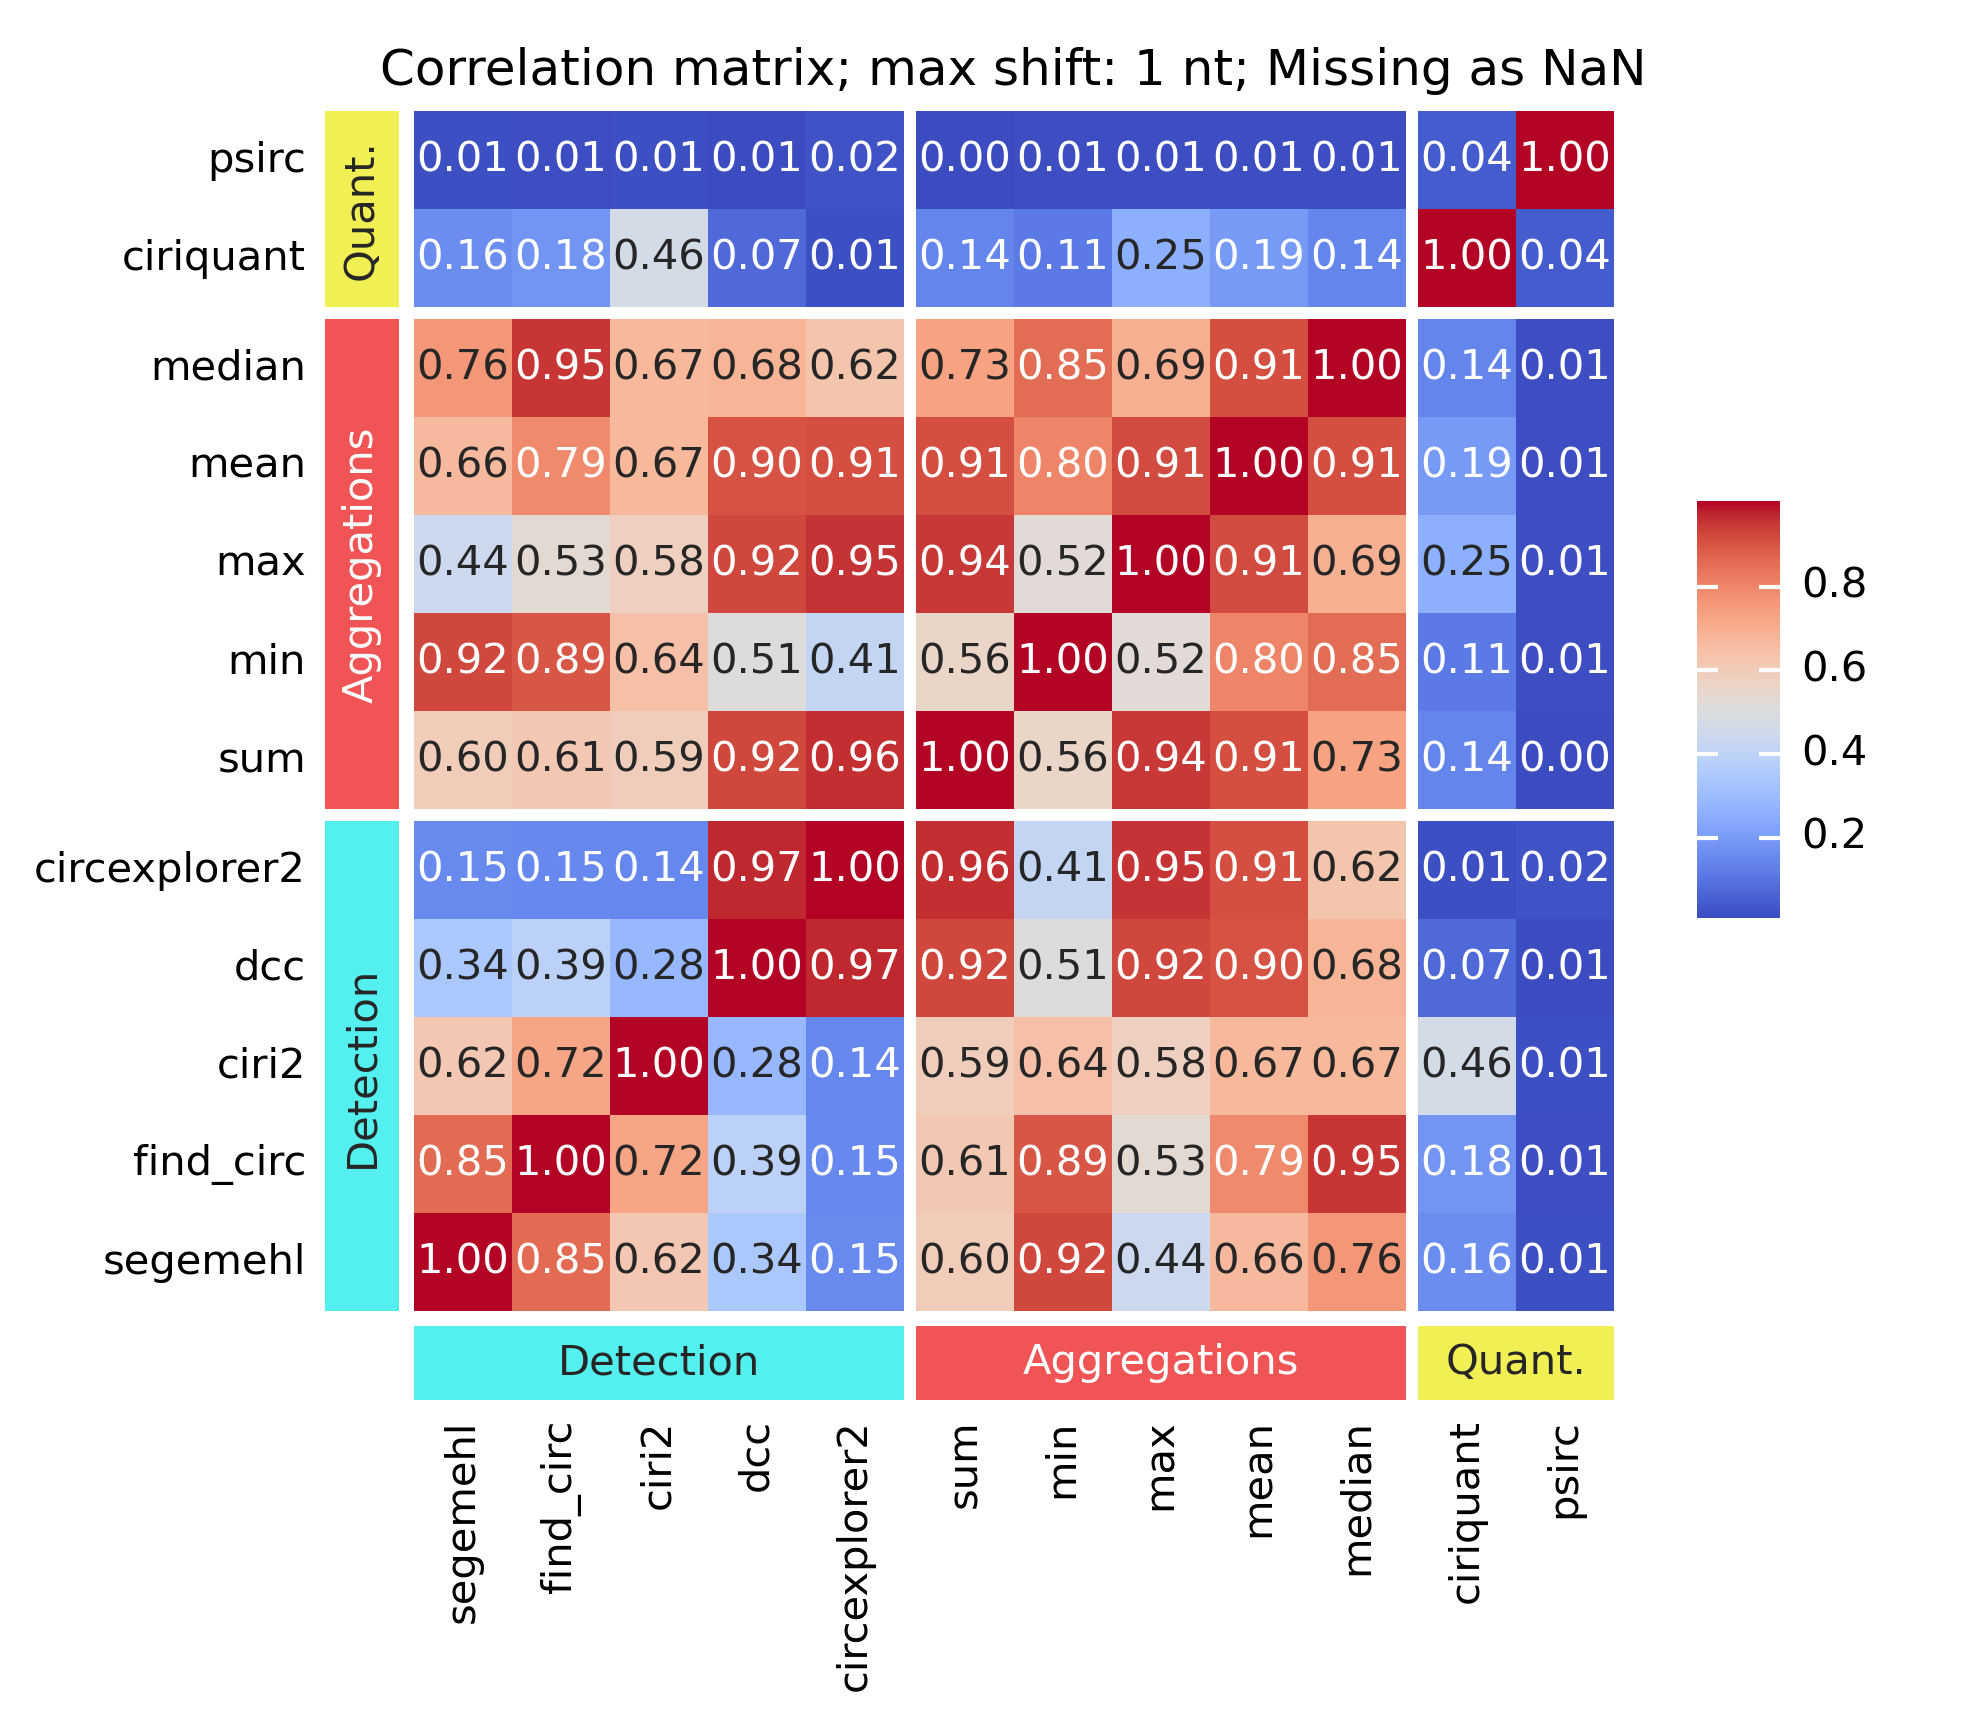 Correlation matrix; max shift: 1 nt; Missing as NaN
psirc 0.01 0.01 0.01 0.01 0.02 0.00 0.01 0.01 0.01 0.01 0.04 1.00
ciriquant 0.16 0.18 0.46 0.07 0.01 0.14 0.11 0.25 0.19 0.14 1.00 0.04
Quant.
median 0.76 0.95 0.67 0.68 0.62 0.73 0.85 0.69 0.91 1.00 0.14 0.01
mean 0.66 0.79 0.67 0.90 0.91 0.91 0.80 0.91 1.00 0.91 0.19 0.01
max 0.44 0.53 0.58 0.92 0.95 0.94 0.52 1.00 0.91 0.69 0.25 0.01
min 0.92 0.89 0.64 0.51 0.41 0.56 1.00 0.52 0.80 0.85 0.11 0.01
sum 0.60 0.61 0.59 0.92 0.96 1.00 0.56 0.94 0.91 0.73 0.14 0.00
Aggregations
circexplorer2 0.15 0.15 0.14 0.97 1.00 0.96 0.41 0.95 0.91 0.62 0.01 0.02
dcc 0.34 0.39 0.28 1.00 0.97 0.92 0.51 0.92 0.90 0.68 0.07 0.01
ciri2 0.62 0.72 1.00 0.28 0.14 0.59 0.64 0.58 0.67 0.67 0.46 0.01
find_circ 0.85 1.00 0.72 0.39 0.15 0.61 0.89 0.53 0.79 0.95 0.18 0.01
segemehl 1.00 0.85 0.62 0.34 0.15 0.60 0.92 0.44 0.66 0.76 0.16 0.01
Detection
Detection Aggregations Quant.
segemehl
find_circ
ciri2
dcc
circexplorer2
sum
min
max
mean
median
ciriquant
psirc
0.8
0.6
0.4
0.2